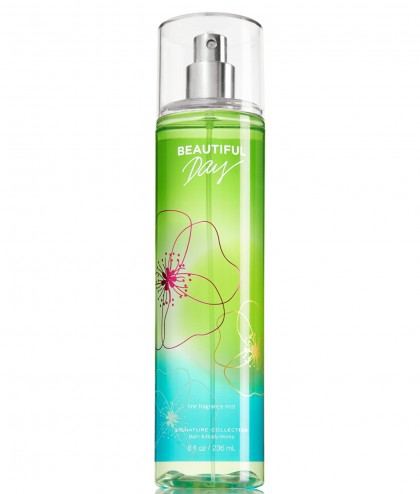 BEAUTIFUL
Day
fine fragrance mist
SIGNATURE COLLECTION
Bath & Body Works
8 fl oz / 236 mL